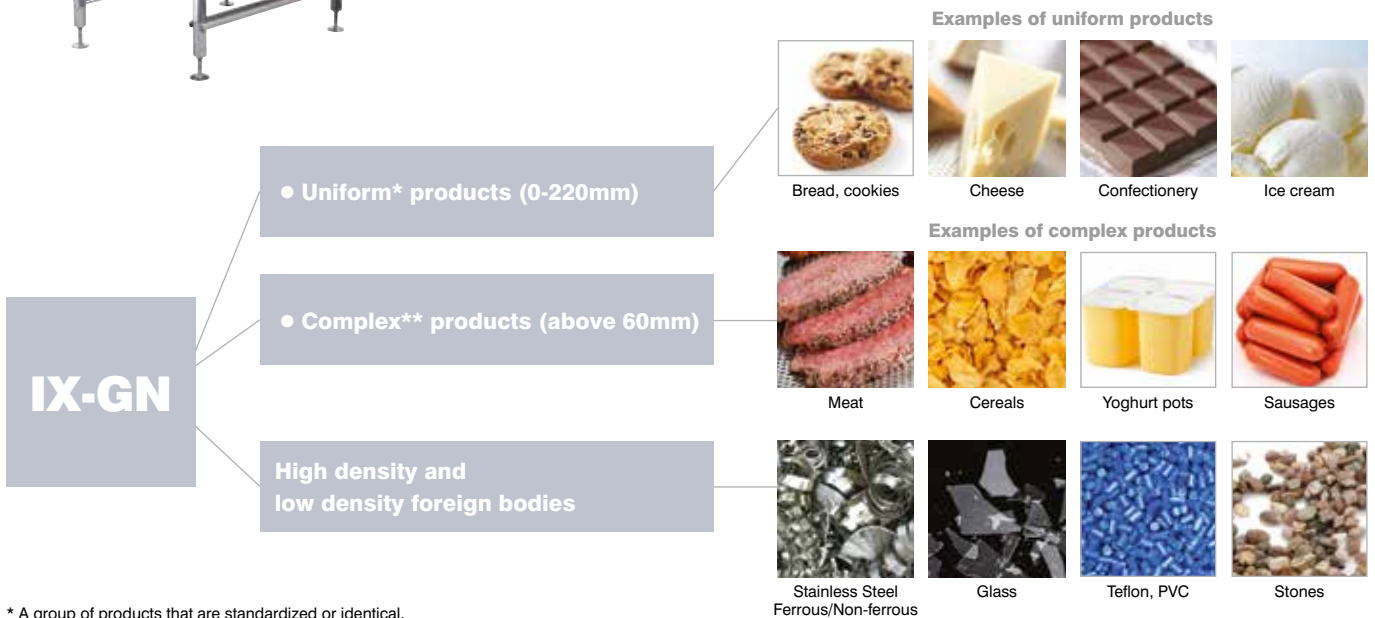 Examples of uniform products
● Uniform* products (0-220mm)
Bread, cookies
Cheese
Confectionery
Ice cream
Examples of complex products
● Complex** products (above 60mm)
IX-GN
Meat
Cereals
Yoghurt pots
Sausages
High density and
low density foreign bodies
Stainless Steel
Ferrous/Non-ferrous
Glass
Teflon, PVC
Stones
* A group of products that are standardized or identical.